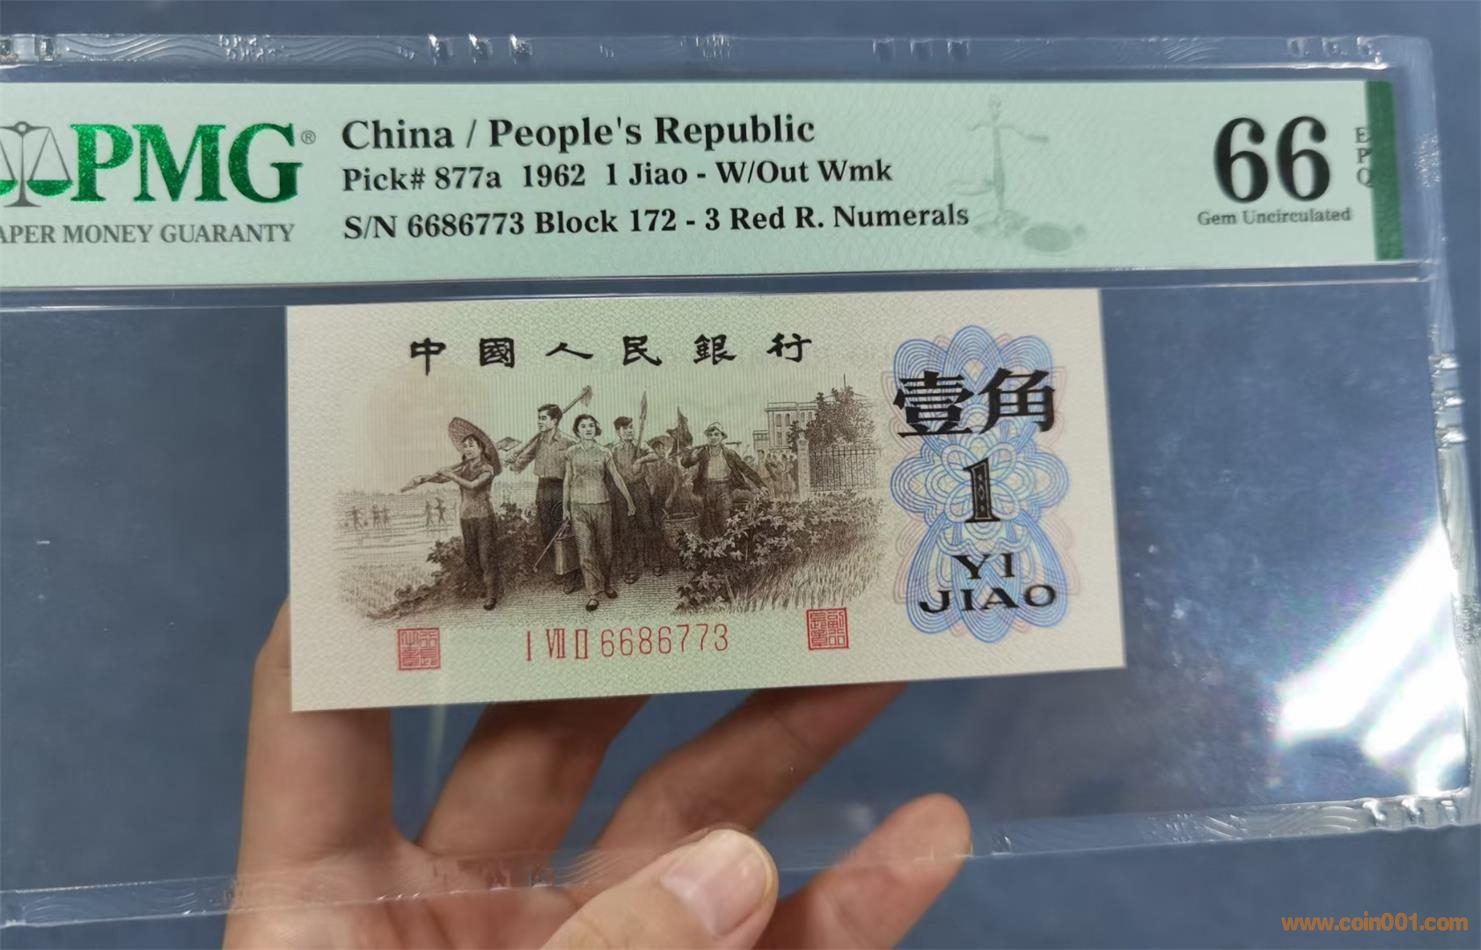 PMG®
APER MONEY GUARANTY
China / People's Republic
Pick# 877a 1962 1 Jiao - W/Out Wmk
S/N 6686773 Block 172 - 3 Red R. Numerals
66 EPQ
Gem Uncirculated
中國人民銀行
壹角
1
YI
JIAO
I VII II 6686773
www.coin001.com